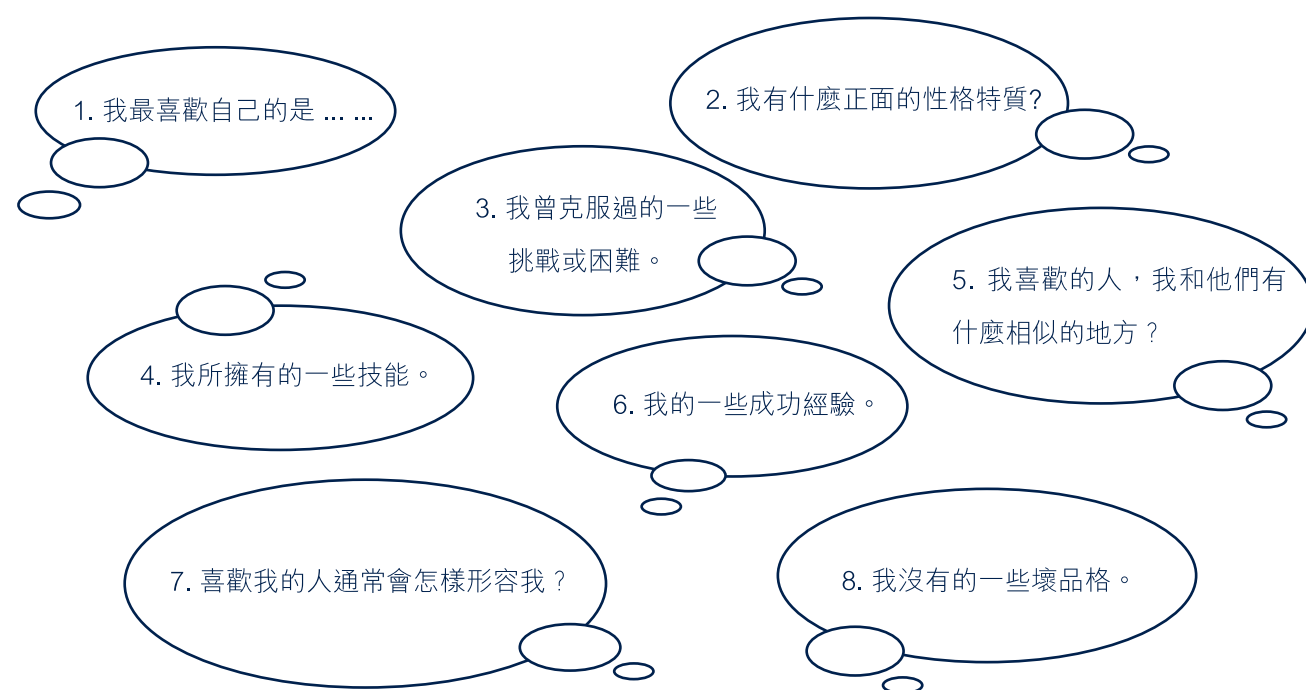 1. 我最喜歡自己的是 ... ...
2. 我有什麼正面的性格特質?
3. 我曾克服過的一些
挑戰或困難。
4. 我所擁有的一些技能。
5. 我喜歡的人，我和他們有
什麼相似的地方？
6. 我的一些成功經驗。
7. 喜歡我的人通常會怎樣形容我？
8. 我沒有的一些壞品格。